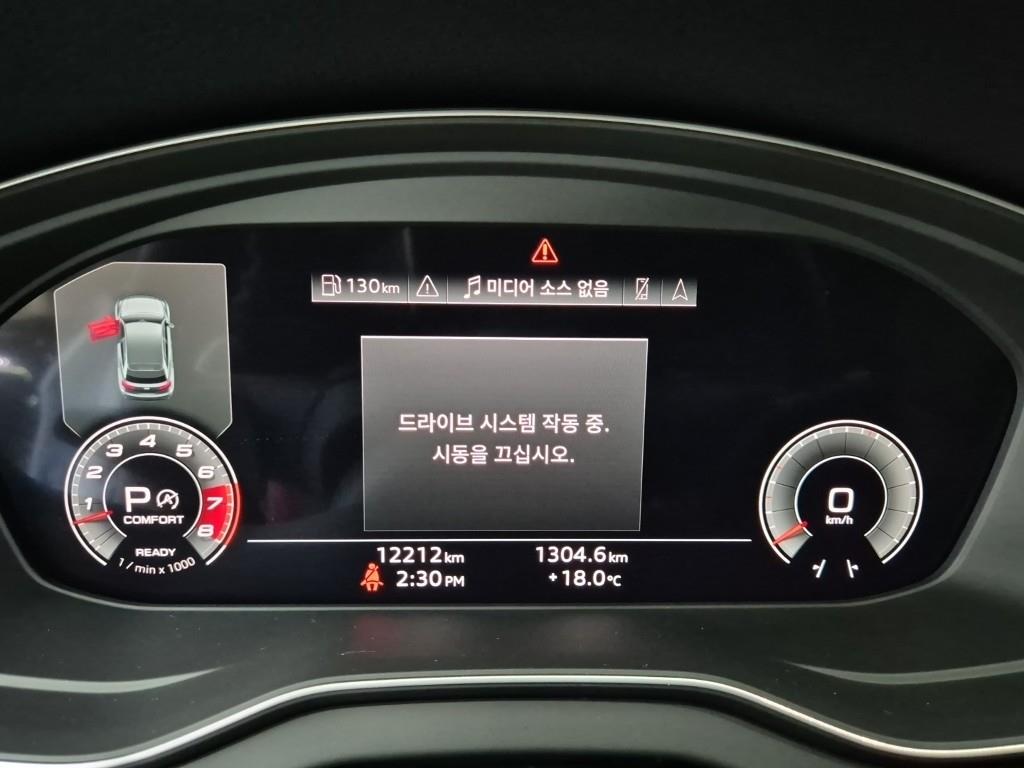 130km
미디어 소스 없음
드라이브 시스템 작동 중.
시동을 끄십시오.
1 2 3 4 5 6 7 8
P
COMFORT
READY
1 / min x 1000
0
km/h
12212km 1304.6km
2:30PM +18.0°C